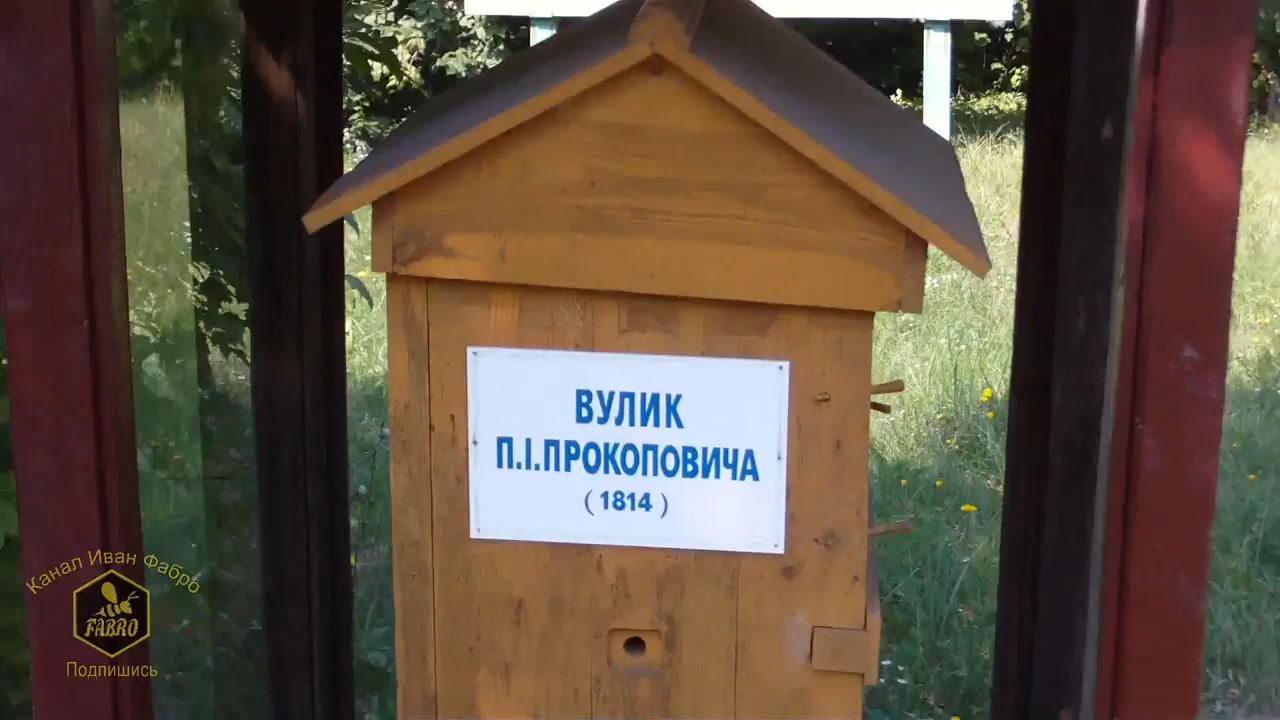 ВУЛИК
П.І.ПРОКОПОВИЧА
(1814)
Канал Иван Фабро
FABRO
Подпишись